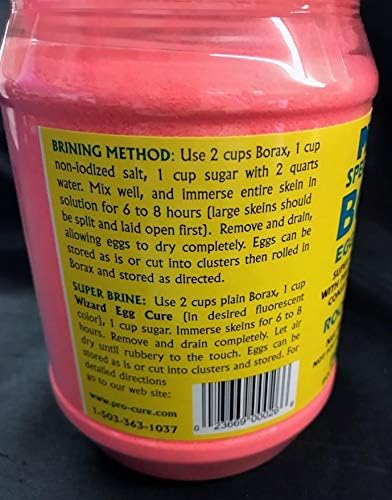 BRINING METHOD: Use 2 cups Borax, 1 cup
non-iodized salt, 1 cup sugar with 2 quarts
water. Mix well, and immerse entire skein in
solution for 6 to 8 hours (large skeins should
be split and laid open first). Remove and drain,
allowing eggs to dry completely. Eggs can be
stored as is or cut into clusters then rolled in
Borax and stored as directed.
SUPER BRINE: Use 2 cups plain Borax, 1 cup
Wizard Egg Cure (in desired fluorescent
color), 1 cup sugar. Immerse skeins for 6 to 8
hours. Remove and drain completely. Let air
dry until rubbery to the touch. Eggs can be
stored as is or cut into clusters and stored. For
detailed directions
go to our web site:
www.pro-cure.com
1-503-363-1037
0 23669 00026 8